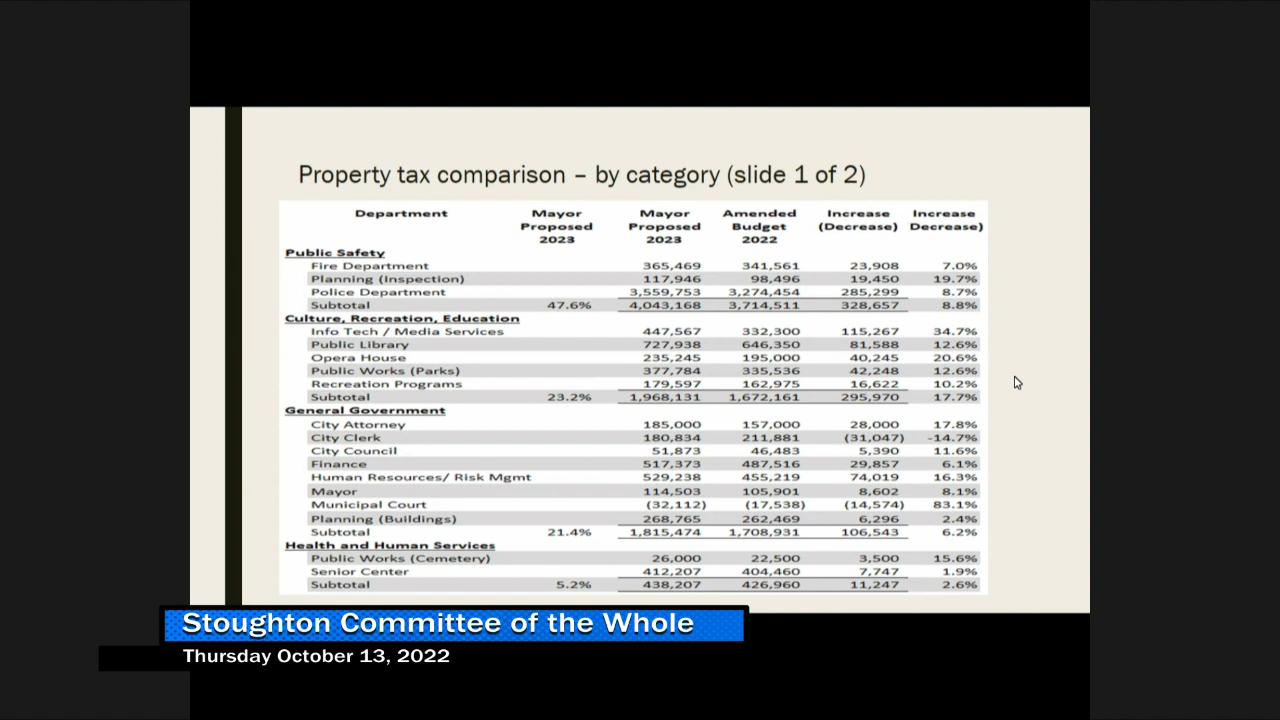 Property tax comparison – by category (slide 1 of 2)
Department Mayor Proposed 2023 Mayor Proposed 2023 Amended Budget 2022 Increase (Decrease) Increase Decrease)
Public Safety
Fire Department 365,469 341,561 23,908 7.0%
Planning (Inspection) 117,946 98,496 19,450 19.7%
Police Department 3,559,753 3,274,454 285,299 8.7%
Subtotal 47.6% 4,043,168 3,714,511 328,657 8.8%
Culture, Recreation, Education
Info Tech / Media Services 447,567 332,300 115,267 34.7%
Public Library 727,938 646,350 81,588 12.6%
Opera House 235,245 195,000 40,245 20.6%
Public Works (Parks) 377,784 335,536 42,248 12.6%
Recreation Programs 179,597 162,975 16,622 10.2%
Subtotal 23.2% 1,968,131 1,672,161 295,970 17.7%
General Government
City Attorney 185,000 157,000 28,000 17.8%
City Clerk 180,834 211,881 (31,047) -14.7%
City Council 51,873 46,483 5,390 11.6%
Finance 517,373 487,516 29,857 6.1%
Human Resources/ Risk Mgmt 529,238 455,219 74,019 16.3%
Mayor 114,503 105,901 8,602 8.1%
Municipal Court (32,112) (17,538) (14,574) 83.1%
Planning (Buildings) 268,765 262,469 6,296 2.4%
Subtotal 21.4% 1,815,474 1,708,931 106,543 6.2%
Health and Human Services
Public Works (Cemetery) 26,000 22,500 3,500 15.6%
Senior Center 412,207 404,460 7,747 1.9%
Subtotal 5.2% 438,207 426,960 11,247 2.6%
Stoughton Committee of the Whole
Thursday October 13, 2022